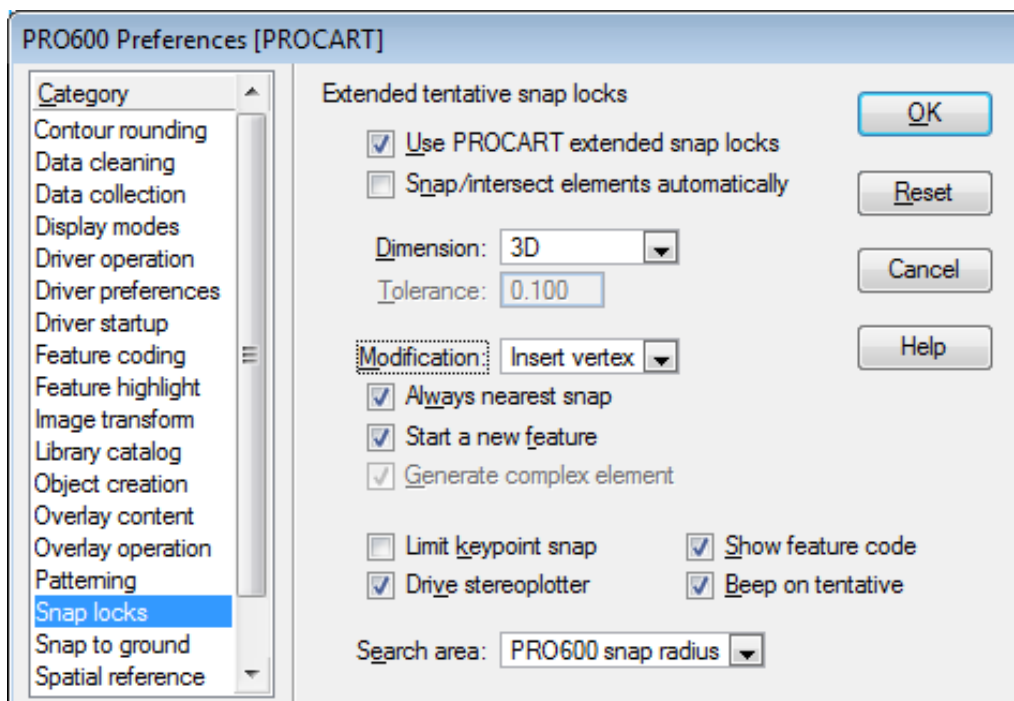 PRO600 Preferences [PROCART]
Category
Contour rounding
Data cleaning
Data collection
Display modes
Driver operation
Driver preferences
Driver startup
Feature coding
Feature highlight
Image transform
Library catalog
Object creation
Overlay content
Overlay operation
Patterning
Snap locks
Snap to ground
Spatial reference
Extended tentative snap locks
Use PROCART extended snap locks
Snap/intersect elements automatically
Dimension: 3D
Tolerance: 0.100
Modification: Insert vertex
Always nearest snap
Start a new feature
Generate complex element
Limit keypoint snap Show feature code
Drive stereoplotter Beep on tentative
Search area: PRO600 snap radius
OK
Reset
Cancel
Help